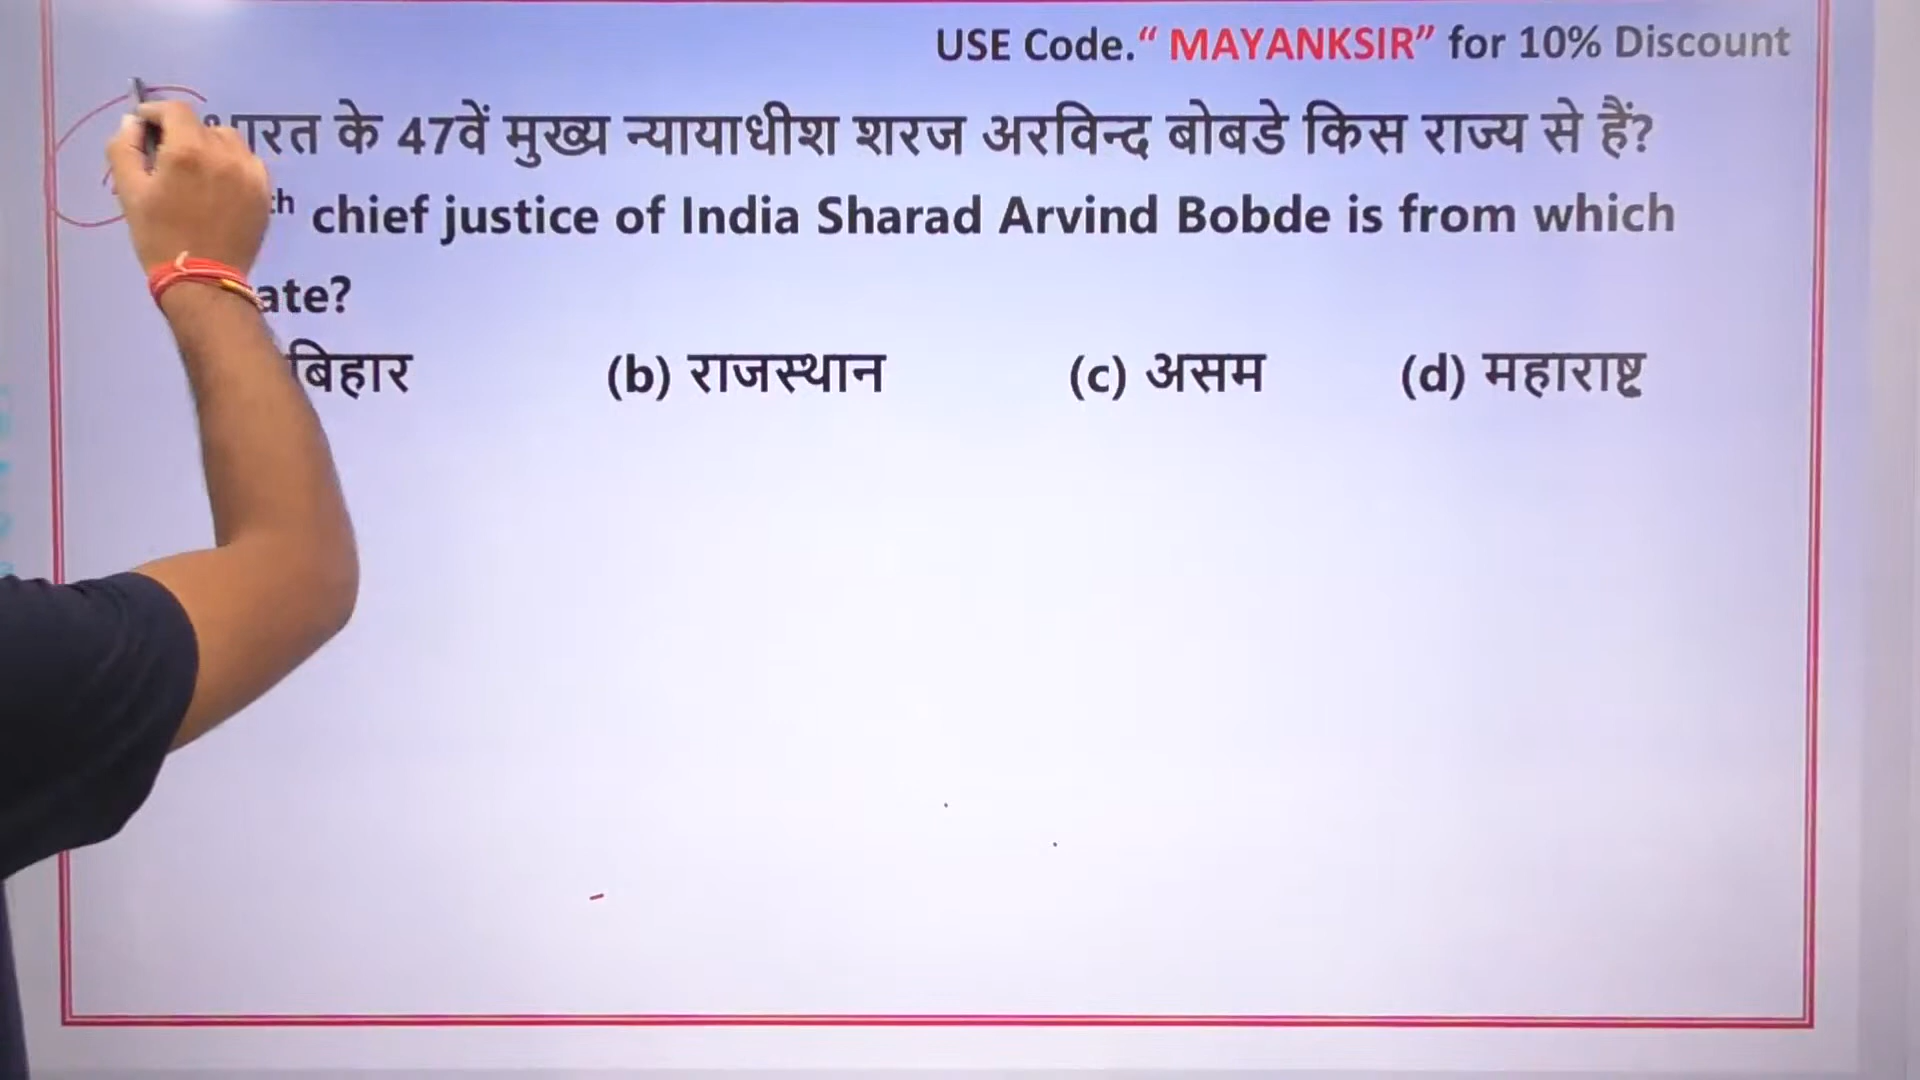 USE Code.“ MAYANKSIR” for 10% Discount
भारत के 47वें मुख्य न्यायाधीश शरज अरविन्द बोबडे किस राज्य से हैं?
th chief justice of India Sharad Arvind Bobde is from which
ate?
बिहार (b) राजस्थान (c) असम (d) महाराष्ट्र